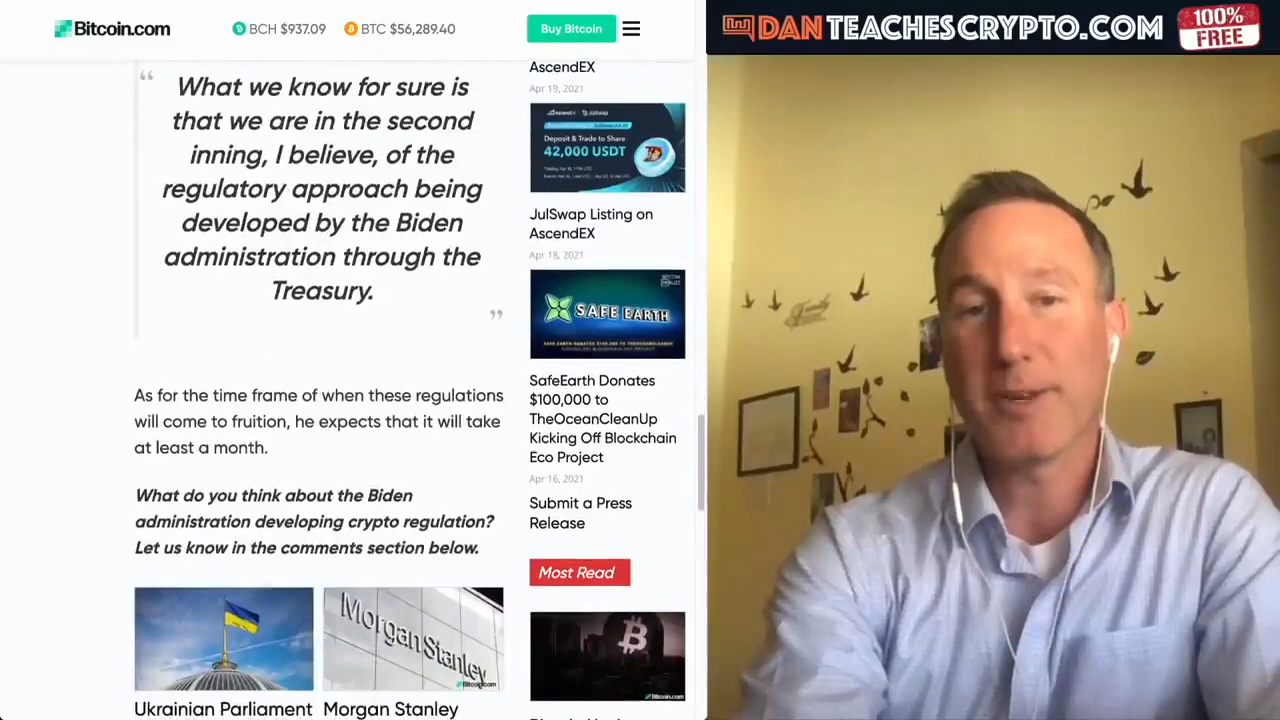 Bitcoin.com
BCH $937.09
BTC $56,289.40
Buy Bitcoin
“
What we know for sure is
that we are in the second
inning, I believe, of the
regulatory approach being
developed by the Biden
administration through the
Treasury.
”
As for the time frame of when these regulations
will come to fruition, he expects that it will take
at least a month.
What do you think about the Biden
administration developing crypto regulation?
Let us know in the comments section below.
Morgan Stanley
Bitcoin.com
Ukrainian Parliament
Morgan Stanley
AscendEX
Apr 19, 2021
Deposit & Trade to Share
42,000 USDT
JulSwap Listing on
AscendEX
Apr 18, 2021
SAFE EARTH
SafeEarth Donates
$100,000 to
TheOceanCleanUp
Kicking Off Blockchain
Eco Project
Apr 16, 2021
Submit a Press
Release
Most Read
Bitcoin.com
DANTEACHESCRYPTO.COM
100%
FREE